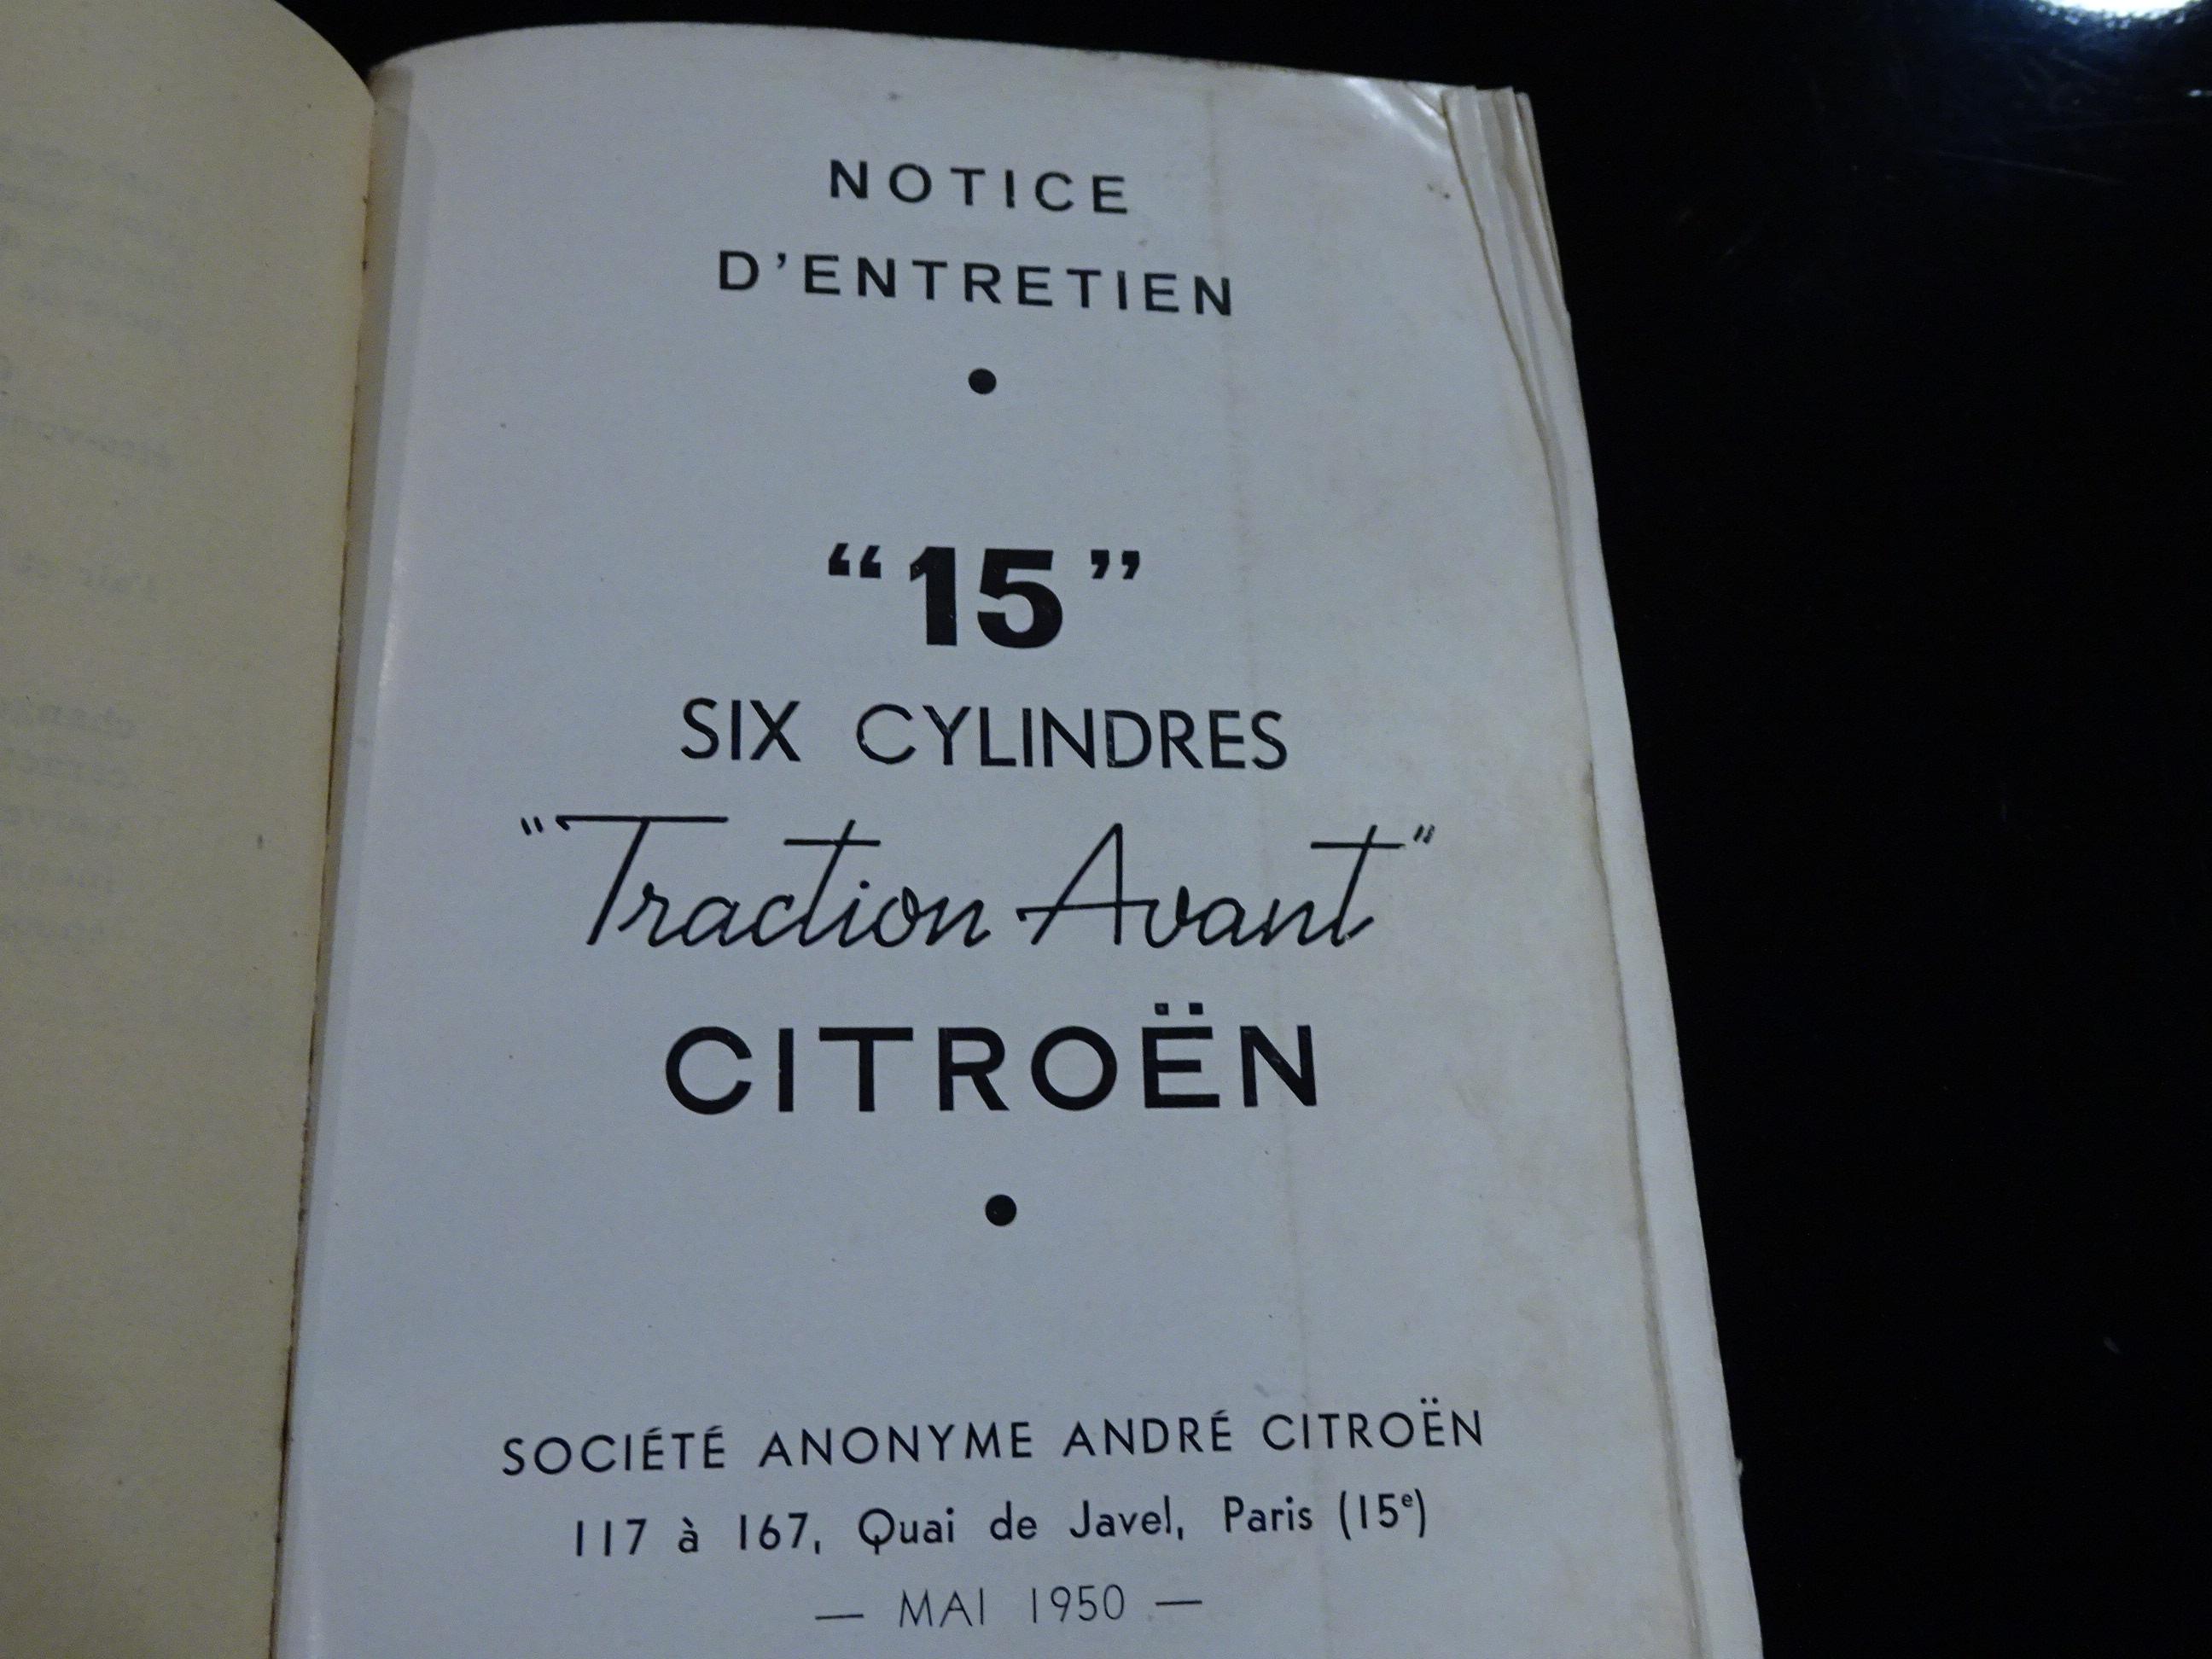 NOTICE
D'ENTRETIEN
•
“15”
SIX CYLINDRES
"Traction Avant"
CITROËN
•
SOCIÉTÉ ANONYME ANDRÉ CITROËN
117 à 167, Quai de Javel, Paris (15e)
— MAI 1950 —